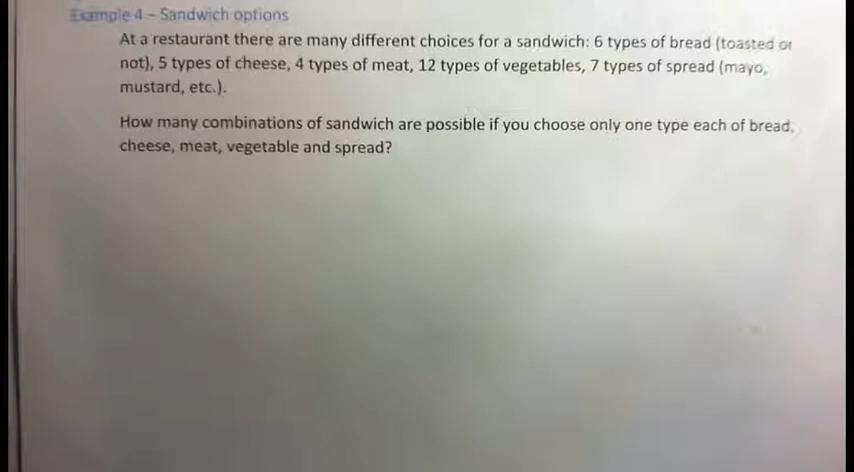 Example 4 – Sandwich options
At a restaurant there are many different choices for a sandwich: 6 types of bread (toasted or
not), 5 types of cheese, 4 types of meat, 12 types of vegetables, 7 types of spread (mayo,
mustard, etc.).
How many combinations of sandwich are possible if you choose only one type each of bread,
cheese, meat, vegetable and spread?